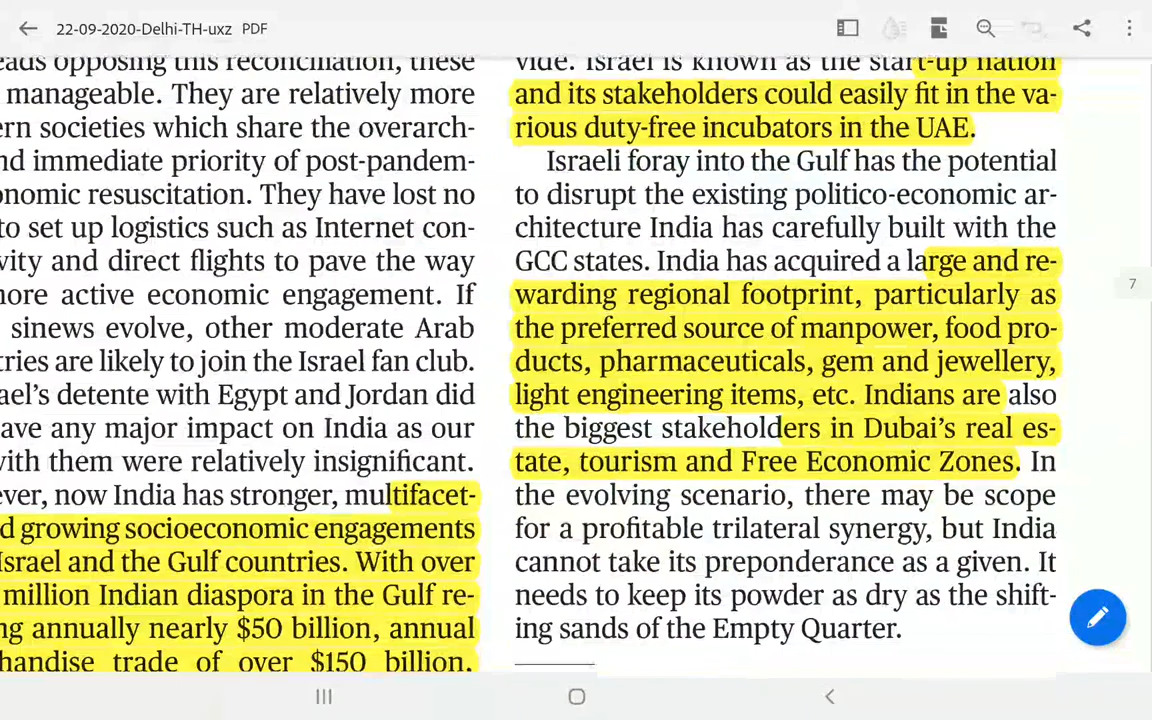 22-09-2020-Delhi-TH-uxz PDF
eads opposing this reconciliation, these
manageable. They are relatively more
ern societies which share the overarch-
nd immediate priority of post-pandem-
onomic resuscitation. They have lost no
to set up logistics such as Internet con-
vity and direct flights to pave the way
nore active economic engagement. If
sinews evolve, other moderate Arab
tries are likely to join the Israel fan club.
ael's detente with Egypt and Jordan did
ave any major impact on India as our
with them were relatively insignificant.
ever, now India has stronger, multifacet-
d growing socioeconomic engagements
Israel and the Gulf countries. With over
million Indian diaspora in the Gulf re-
ng annually nearly $50 billion, annual
handise trade of over $150 billion,
vide. Israel is known as the start-up nation
and its stakeholders could easily fit in the va-
rious duty-free incubators in the UAE.
Israeli foray into the Gulf has the potential
to disrupt the existing politico-economic ar-
chitecture India has carefully built with the
GCC states. India has acquired a large and re-
warding regional footprint, particularly as
the preferred source of manpower, food pro-
ducts, pharmaceuticals, gem and jewellery,
light engineering items, etc. Indians are also
the biggest stakeholders in Dubai's real es-
tate, tourism and Free Economic Zones. In
the evolving scenario, there may be scope
for a profitable trilateral synergy, but India
cannot take its preponderance as a given. It
needs to keep its powder as dry as the shift-
ing sands of the Empty Quarter.
7